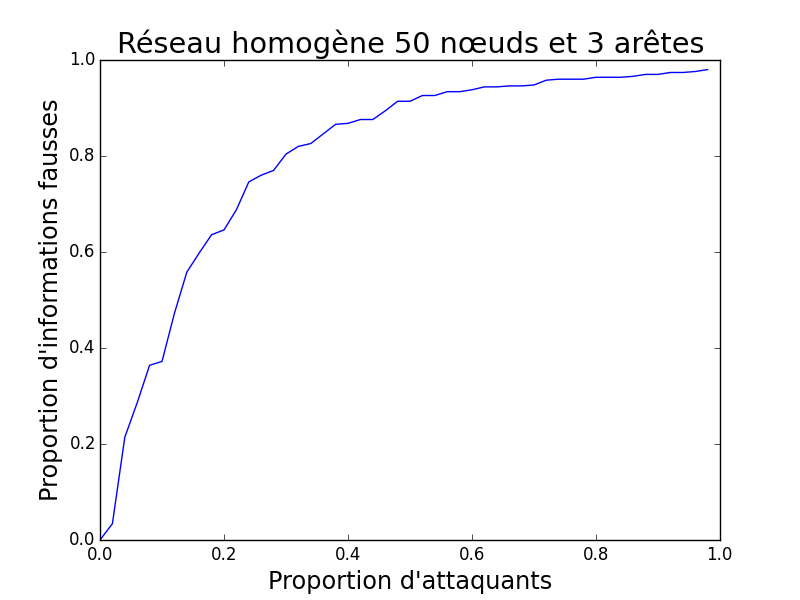 Réseau homogène 50 nœuds et 3 arêtes
1.0
0.8
0.6
0.4
0.2
0.0
Proportion d'informations fausses
0.0 0.2 0.4 0.6 0.8 1.0
Proportion d'attaquants